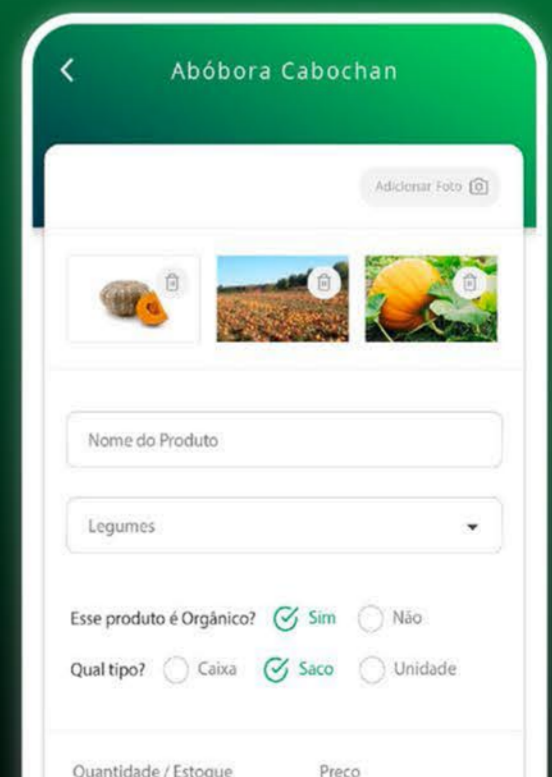 Abóbora Cabochan
Adicionar Foto
Nome do Produto
Legumes
Esse produto é Orgânico? Sim Não
Qual tipo? Caixa Saco Unidade
Quantidade / Estoque Preço